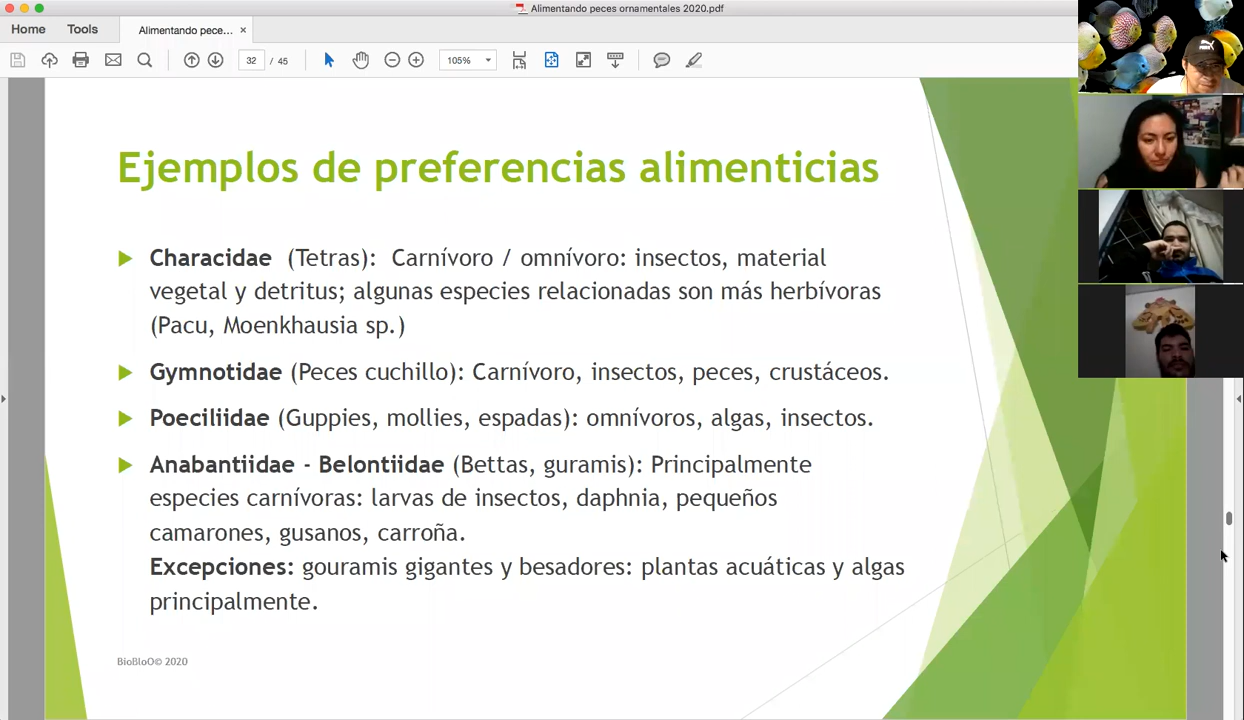 Alimentando peces ornamentales 2020.pdf
Home
Tools
Alimentando pece...
32 / 45
105%
Ejemplos de preferencias alimenticias
Characidae (Tetras): Carnívoro / omnívoro: insectos, material
vegetal y detritus; algunas especies relacionadas son más herbívoras
(Pacu, Moenkhausia sp.)
Gymnotidae (Peces cuchillo): Carnívoro, insectos, peces, crustáceos.
Poeciliidae (Guppies, mollies, espadas): omnívoros, algas, insectos.
Anabantiidae - Belontiidae (Bettas, guramis): Principalmente
especies carnívoras: larvas de insectos, daphnia, pequeños
camarones, gusanos, carroña.
Excepciones: gouramis gigantes y besadores: plantas acuáticas y algas
principalmente.
BioBloO© 2020